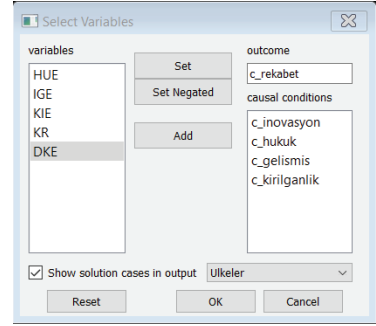 Select Variables
variables
HUE
IGE
KIE
KR
DKE
Set
Set Negated
Add
outcome
c_rekabet
causal conditions
c_inovasyon
c_hukuk
c_gelismis
c_kirilganlik
Show solution cases in output
Ulkeler
Reset
OK
Cancel